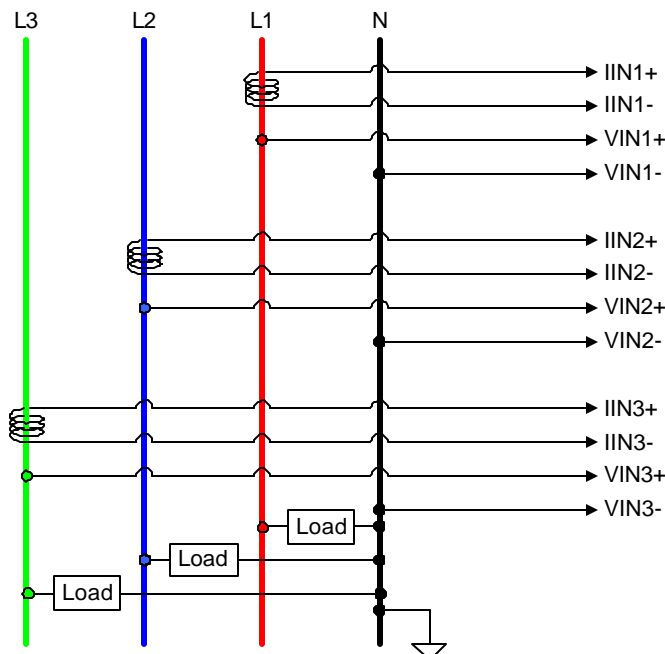 L3 L2 L1 N
IIN1+
IIN1-
VIN1+
VIN1-
IIN2+
IIN2-
VIN2+
VIN2-
IIN3+
IIN3-
VIN3+
VIN3-
Load
Load
Load